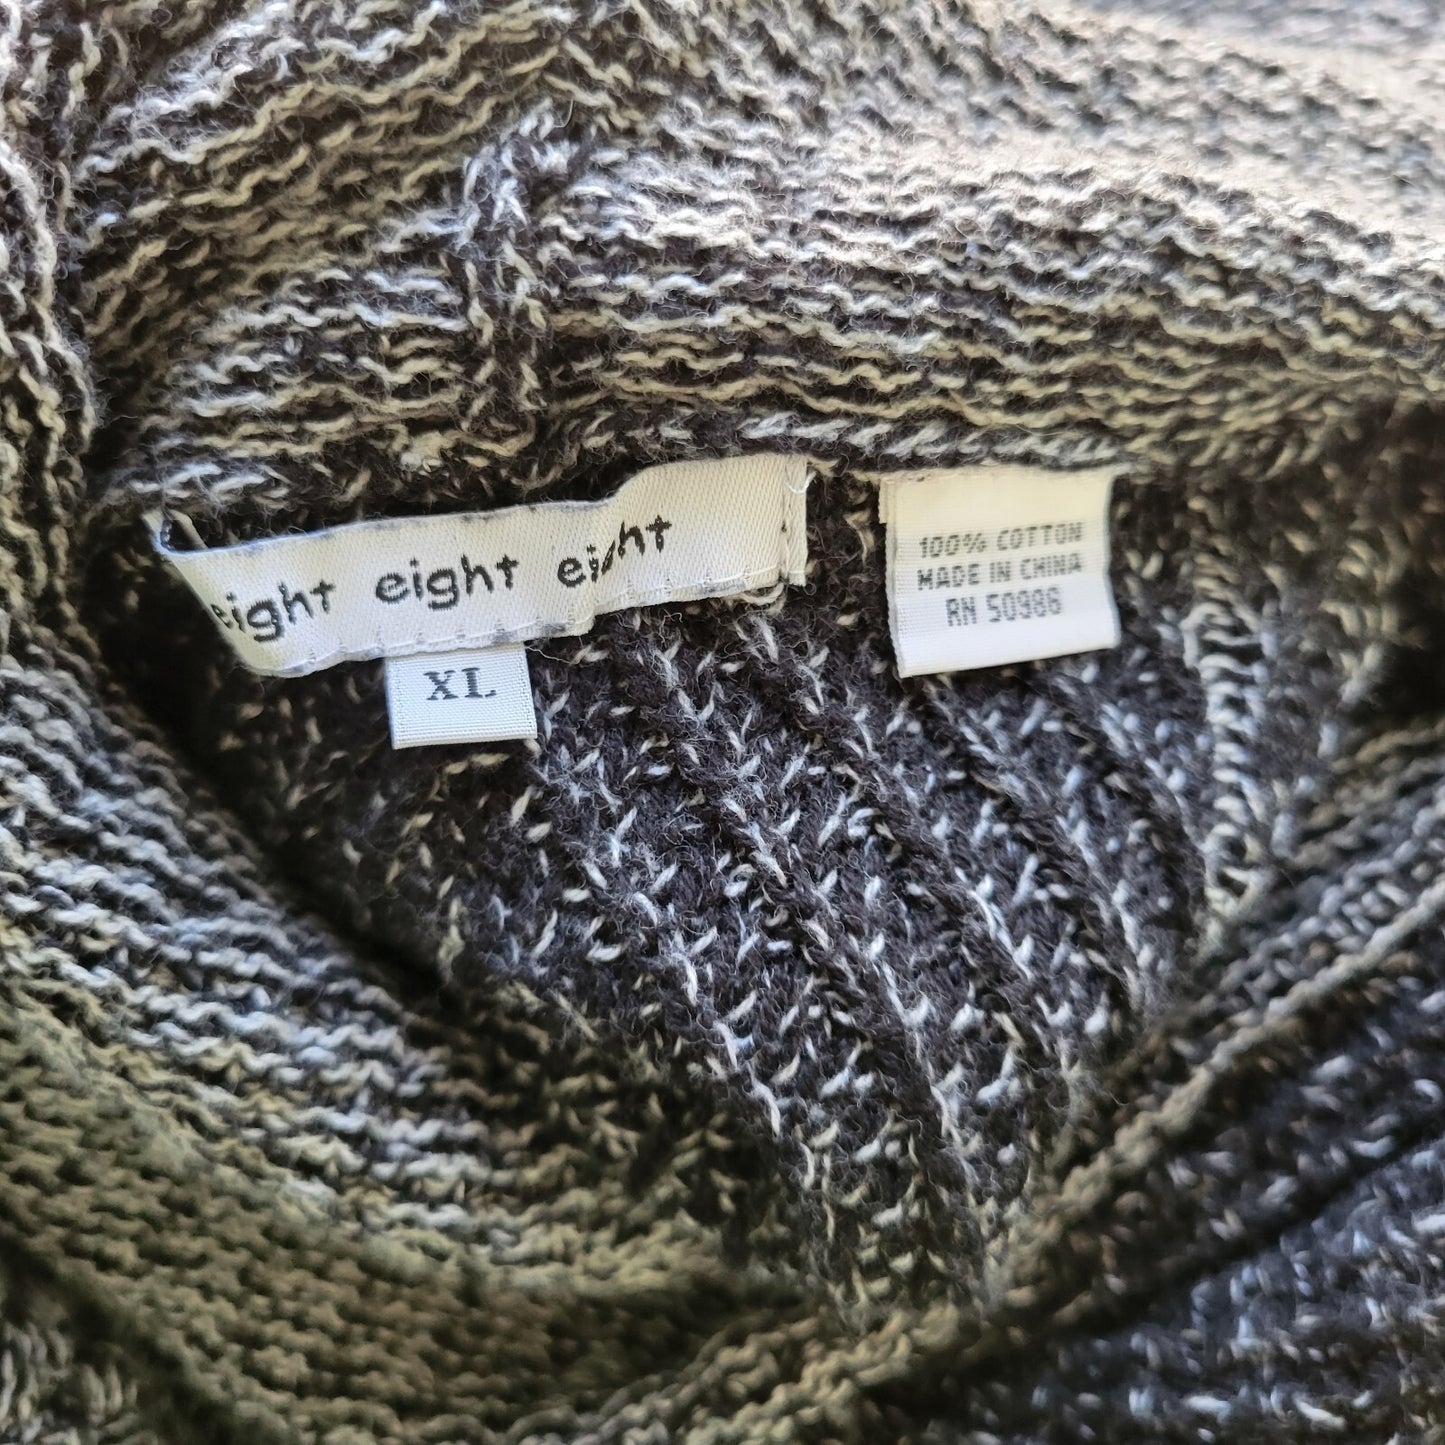 eight eight eight
XL
100% COTTON
MADE IN CHINA
RN 50986